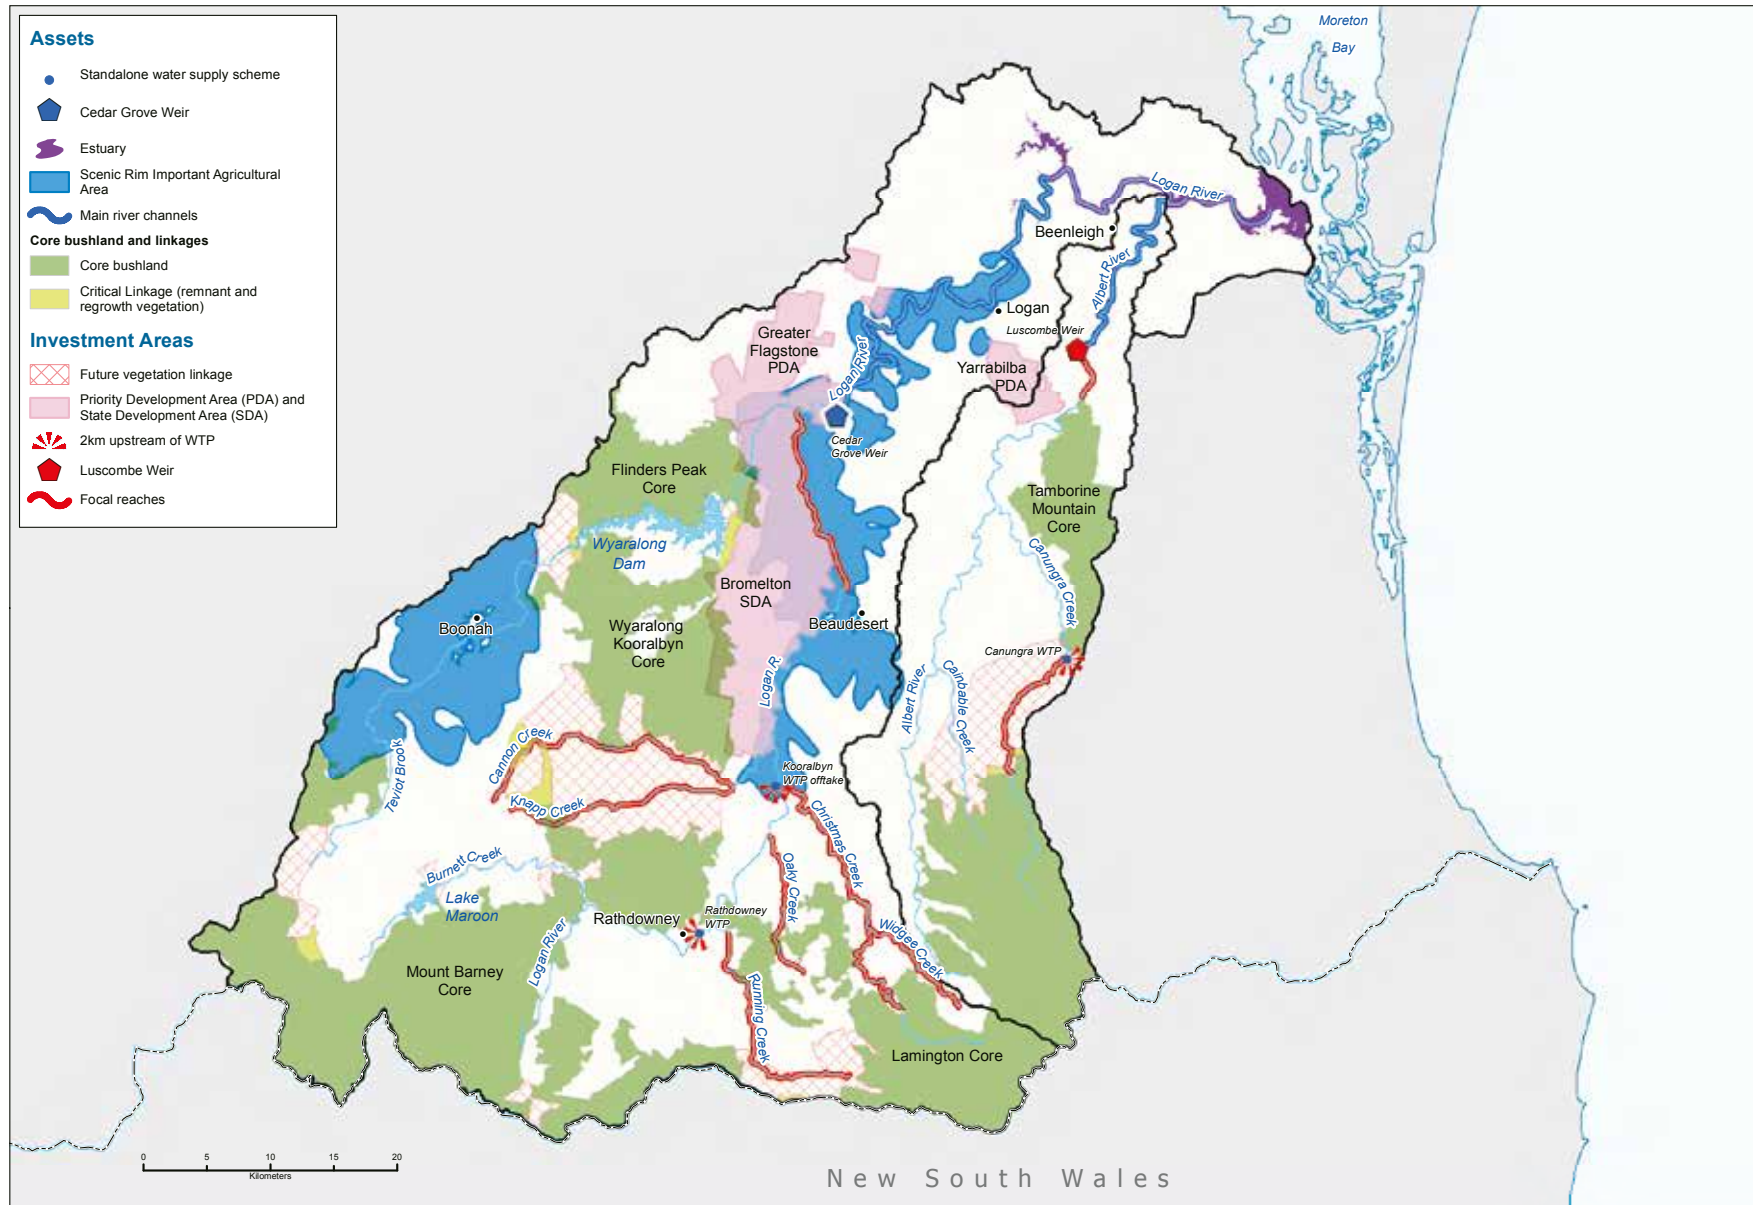 Assets
Standalone water supply scheme
Cedar Grove Weir
Estuary
Scenic Rim Important Agricultural
Area
Main river channels
Core bushland and linkages
Core bushland
Critical Linkage (remnant and
regrowth vegetation)
Investment Areas
Future vegetation linkage
Priority Development Area (PDA) and
State Development Area (SDA)
2km upstream of WTP
Luscombe Weir
Focal reaches
Moreton
Bay
Logan River
Beenleigh
Albert River
Logan
Luscombe Weir
Greater
Flagstone
PDA
Logan River
Yarrabilba
PDA
Cedar
Grove Weir
Flinders Peak
Core
Tamborine
Mountain
Core
Wyaralong
Dam
Canungra Creek
Bromelton
SDA
Boonah
Beaudesert
Wyaralong
Kooralbyn
Core
Canungra WTP
Logan R.
Albert River
Cainbable Creek
Teviot Brook
Cannon Creek
Kooralbyn
WTP offtake
Knapp Creek
Christmas Creek
Burnett Creek
Oaky Creek
Lake
Maroon
Rathdowney
Rathdowney
WTP
Widgee Creek
Logan River
Mount Barney
Core
Running Creek
Lamington Core
0 5 10 15 20
Kilometers
New South Wales